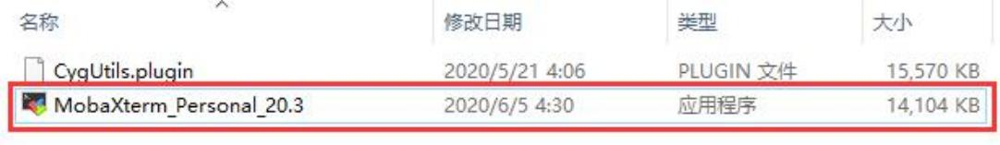 名称 修改日期 类型 大小
CygUtils.plugin 2020/5/21 4:06 PLUGIN 文件 15,570 KB
MobaXterm_Personal_20.3 2020/6/5 4:30 应用程序 14,104 KB